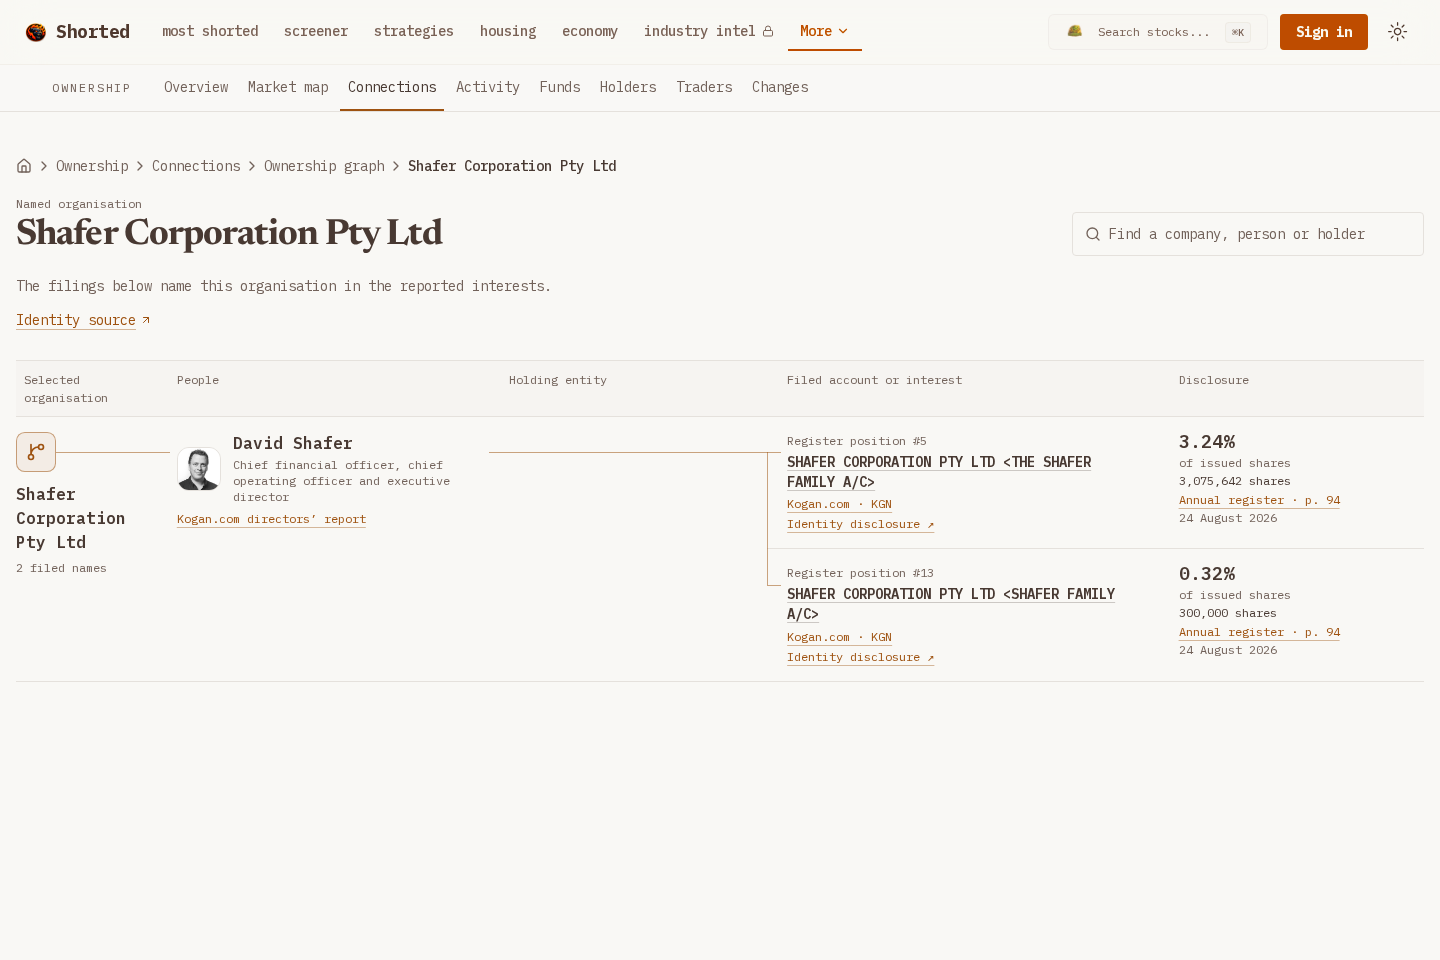 Shorted
most shorted
screener
strategies
housing
economy
industry intel
More
Search stocks...
⌘K
Sign in
OWNERSHIP
Overview
Market map
Connections
Activity
Funds
Holders
Traders
Changes
Ownership
Connections
Ownership graph
Shafer Corporation Pty Ltd
Named organisation
Shafer Corporation Pty Ltd
Find a company, person or holder
The filings below name this organisation in the reported interests.
Identity source
Selected
organisation
People
Holding entity
Filed account or interest
Disclosure
Shafer
Corporation
Pty Ltd
2 filed names
David Shafer
Chief financial officer, chief
operating officer and executive
director
Kogan.com directors’ report
Register position #5
SHAFER CORPORATION PTY LTD <THE SHAFER
FAMILY A/C>
Kogan.com · KGN
Identity disclosure ↗
3.24%
of issued shares
3,075,642 shares
Annual register · p. 94
24 August 2026
Register position #13
SHAFER CORPORATION PTY LTD <SHAFER FAMILY
A/C>
Kogan.com · KGN
Identity disclosure ↗
0.32%
of issued shares
300,000 shares
Annual register · p. 94
24 August 2026